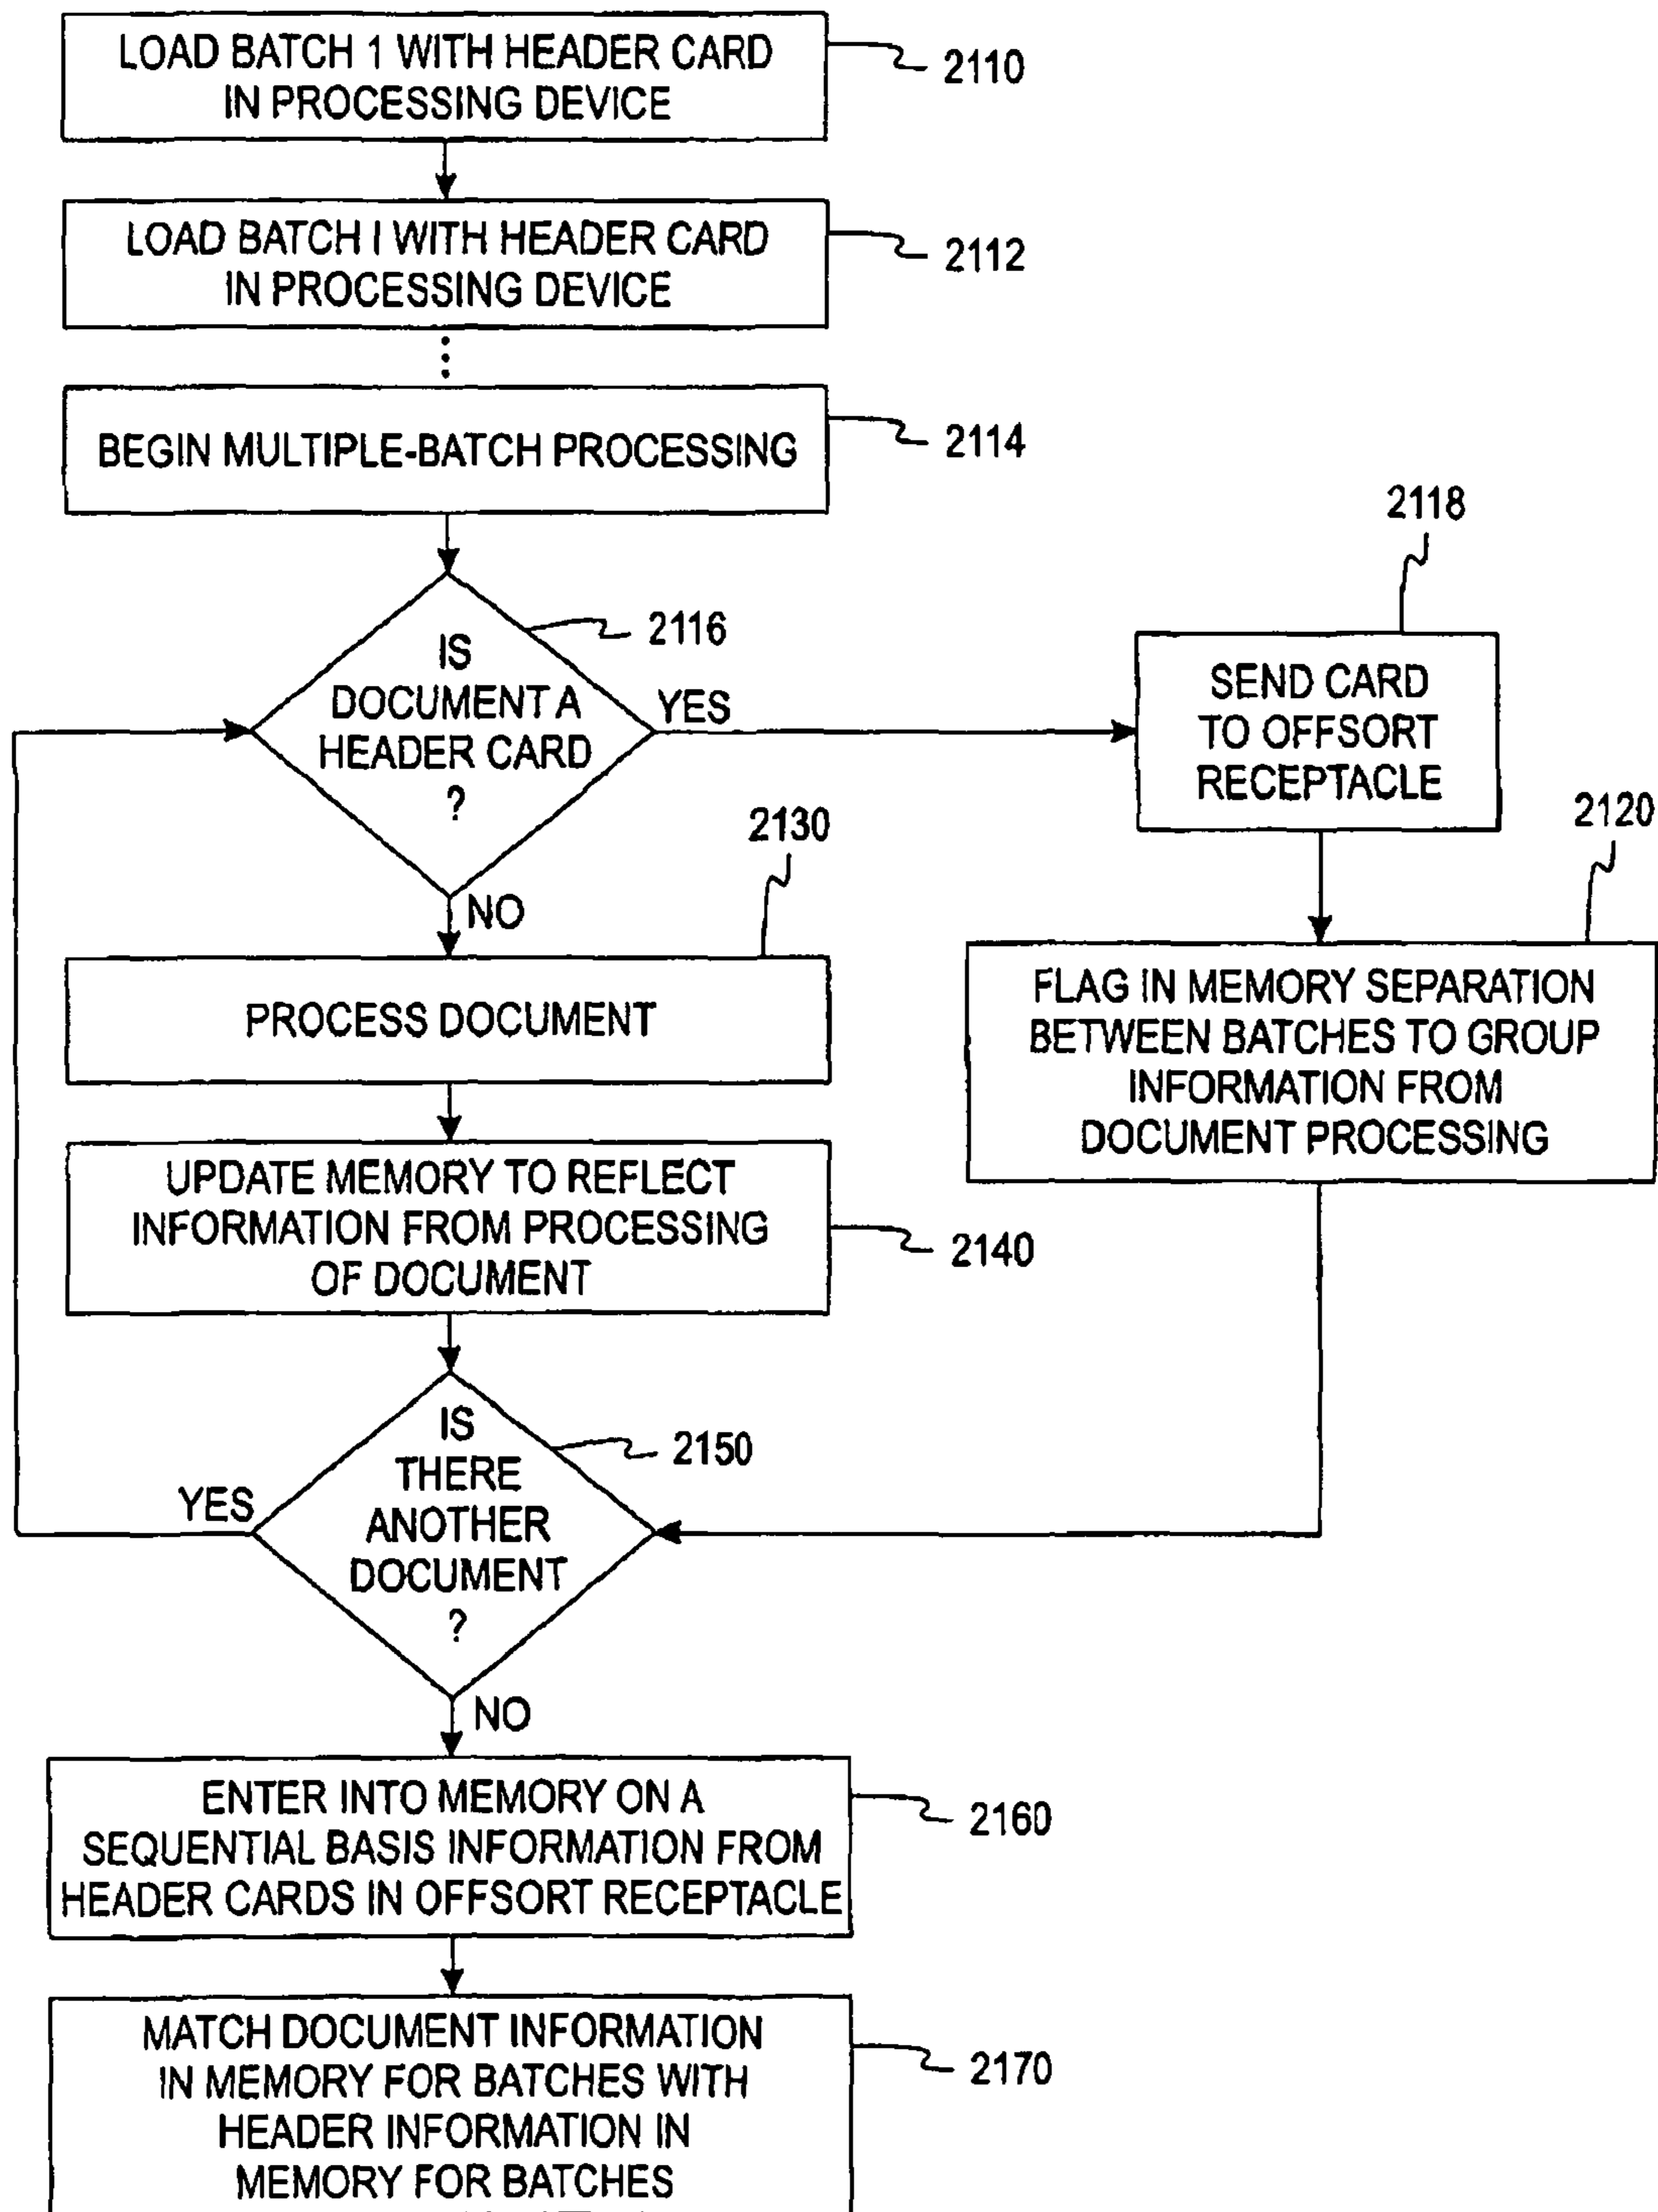 LOAD BATCH 1 WITH HEADER CARD
IN PROCESSING DEVICE
2110
LOAD BATCH I WITH HEADER CARD
IN PROCESSING DEVICE
2112
BEGIN MULTIPLE-BATCH PROCESSING
2114
IS
DOCUMENT A
HEADER CARD
?
2116
YES
2118
SEND CARD
TO OFFSORT
RECEPTACLE
NO
2130
PROCESS DOCUMENT
2120
FLAG IN MEMORY SEPARATION
BETWEEN BATCHES TO GROUP
INFORMATION FROM
DOCUMENT PROCESSING
UPDATE MEMORY TO REFLECT
INFORMATION FROM PROCESSING
OF DOCUMENT
2140
IS
THERE
ANOTHER
DOCUMENT
?
2150
YES
NO
ENTER INTO MEMORY ON A
SEQUENTIAL BASIS INFORMATION FROM
HEADER CARDS IN OFFSORT RECEPTACLE
2160
MATCH DOCUMENT INFORMATION
IN MEMORY FOR BATCHES WITH
HEADER INFORMATION IN
MEMORY FOR BATCHES
2170